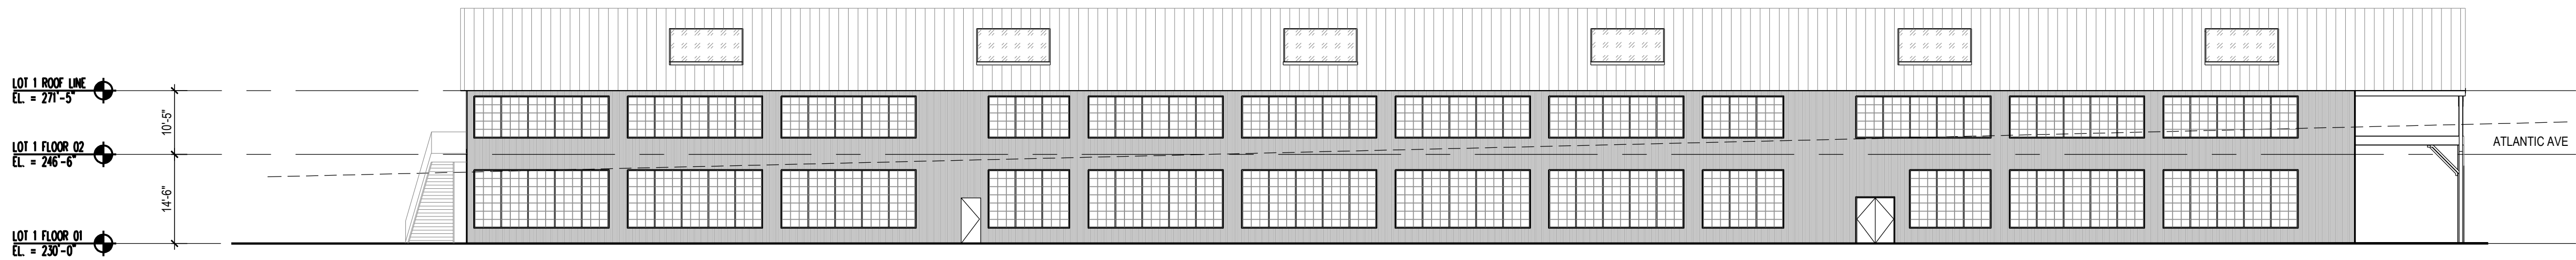 LOT 1 ROOF LINE
EL. = 271'-5"
10'-5"
LOT 1 FLOOR 02
EL. = 246'-6"
ATLANTIC AVE
14'-6"
LOT 1 FLOOR 01
EL. = 230'-0"